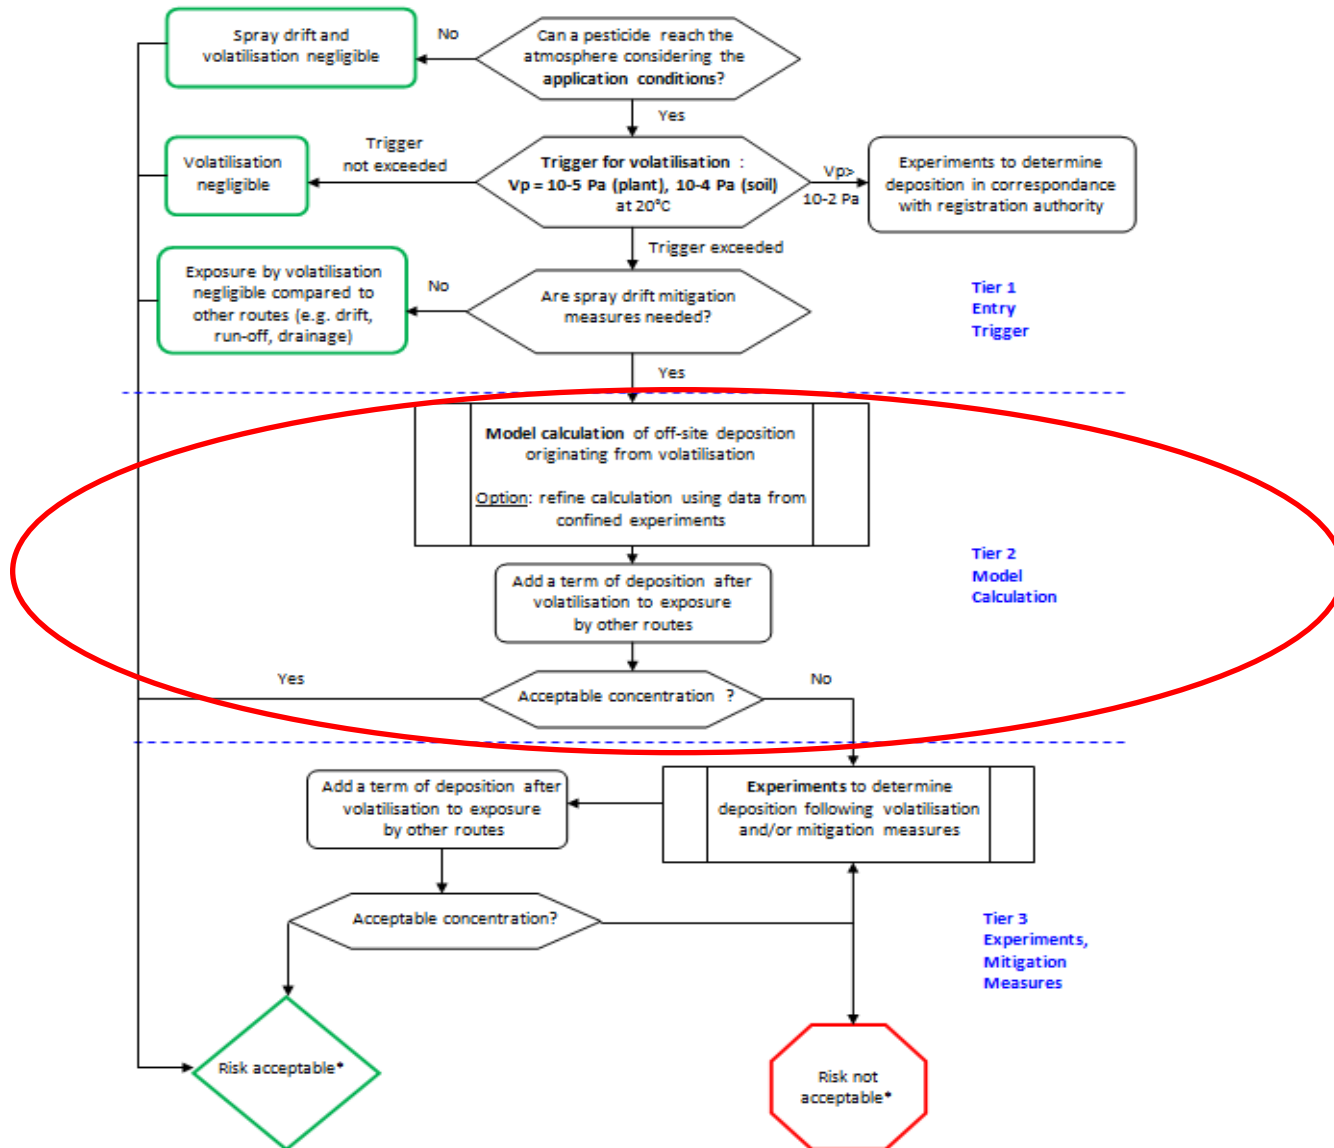 Spray drift and
volatilisation negligible
No
Can a pesticide reach the
atmosphere considering the
application conditions?
Yes
Volatilisation
negligible
Trigger
not exceeded
Trigger for volatilisation :
Vp = 10-5 Pa (plant), 10-4 Pa (soil)
at 20°C
Vp>
10-2 Pa
Experiments to determine
deposition in correspondance
with registration authority
Trigger exceeded
Exposure by volatilisation
negligible compared to
other routes (e.g. drift,
run-off, drainage)
No
Are spray drift mitigation
measures needed?
Tier 1
Entry
Trigger
Yes
Model calculation of off-site deposition
originating from volatilisation
Option: refine calculation using data from
confined experiments
Tier 2
Model
Calculation
Add a term of deposition after
volatilisation to exposure
by other routes
Yes
Acceptable concentration ?
No
Add a term of deposition after
volatilisation to exposure
by other routes
Experiments to determine
deposition following volatilisation
and/or mitigation measures
Acceptable concentration?
Tier 3
Experiments,
Mitigation
Measures
Risk acceptable*
Risk not
acceptable*